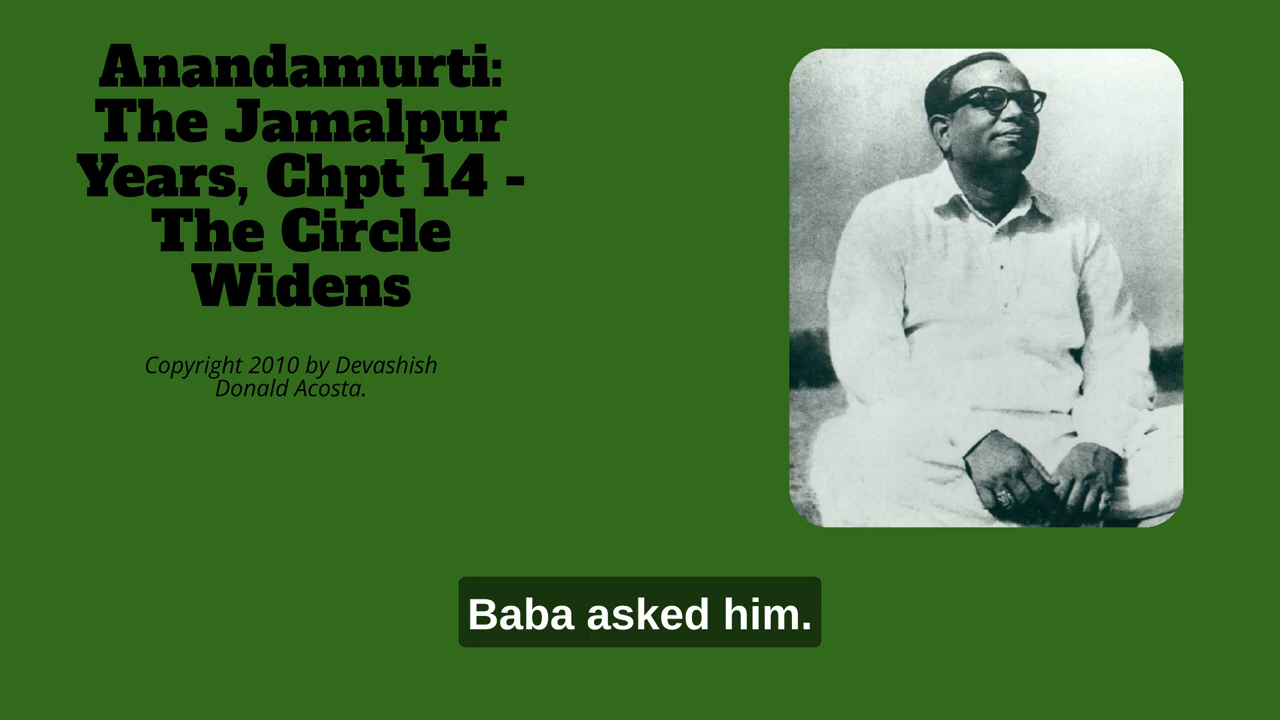 Anandamurti:
The Jamalpur
Years, Chpt 14 -
The Circle
Widens
Copyright 2010 by Devashish
Donald Acosta.
Baba asked him.